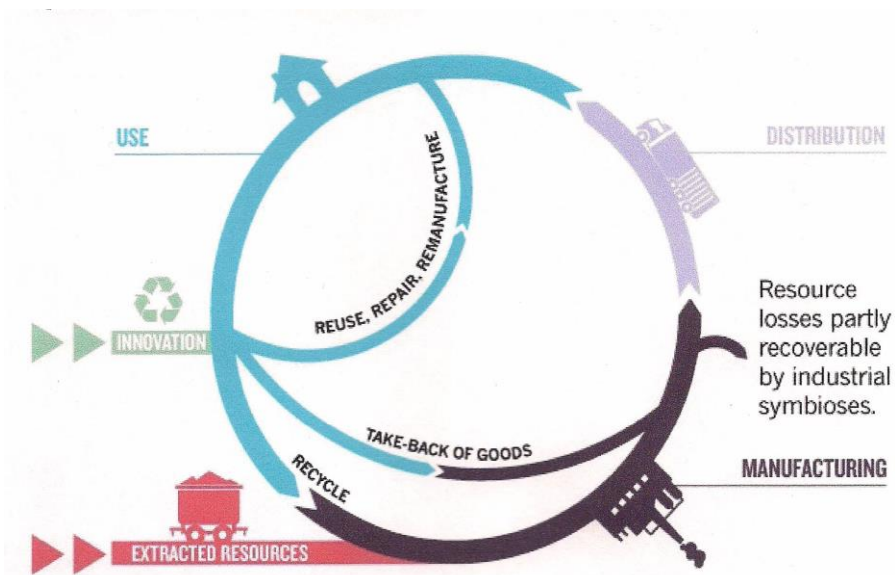 USE
DISTRIBUTION
REUSE, REPAIR, REMANUFACTURE
INNOVATION
Resource
losses partly
recoverable
by industrial
symbioses.
TAKE-BACK OF GOODS
RECYCLE
MANUFACTURING
EXTRACTED RESOURCES